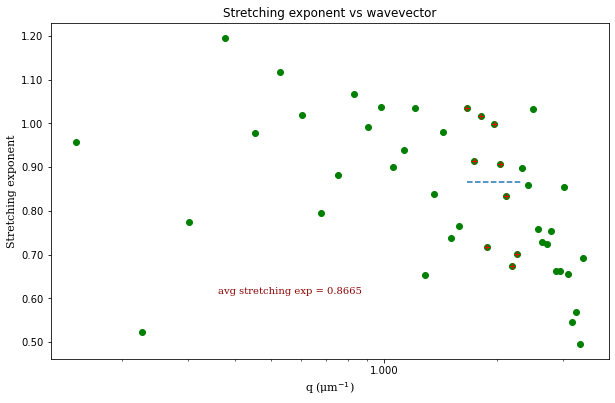 Stretching exponent vs wavevector
1.20
1.10
1.00
0.90
0.80
0.70
0.60
0.50
Stretching exponent
avg stretching exp = 0.8665
1.000
q (μm⁻¹)